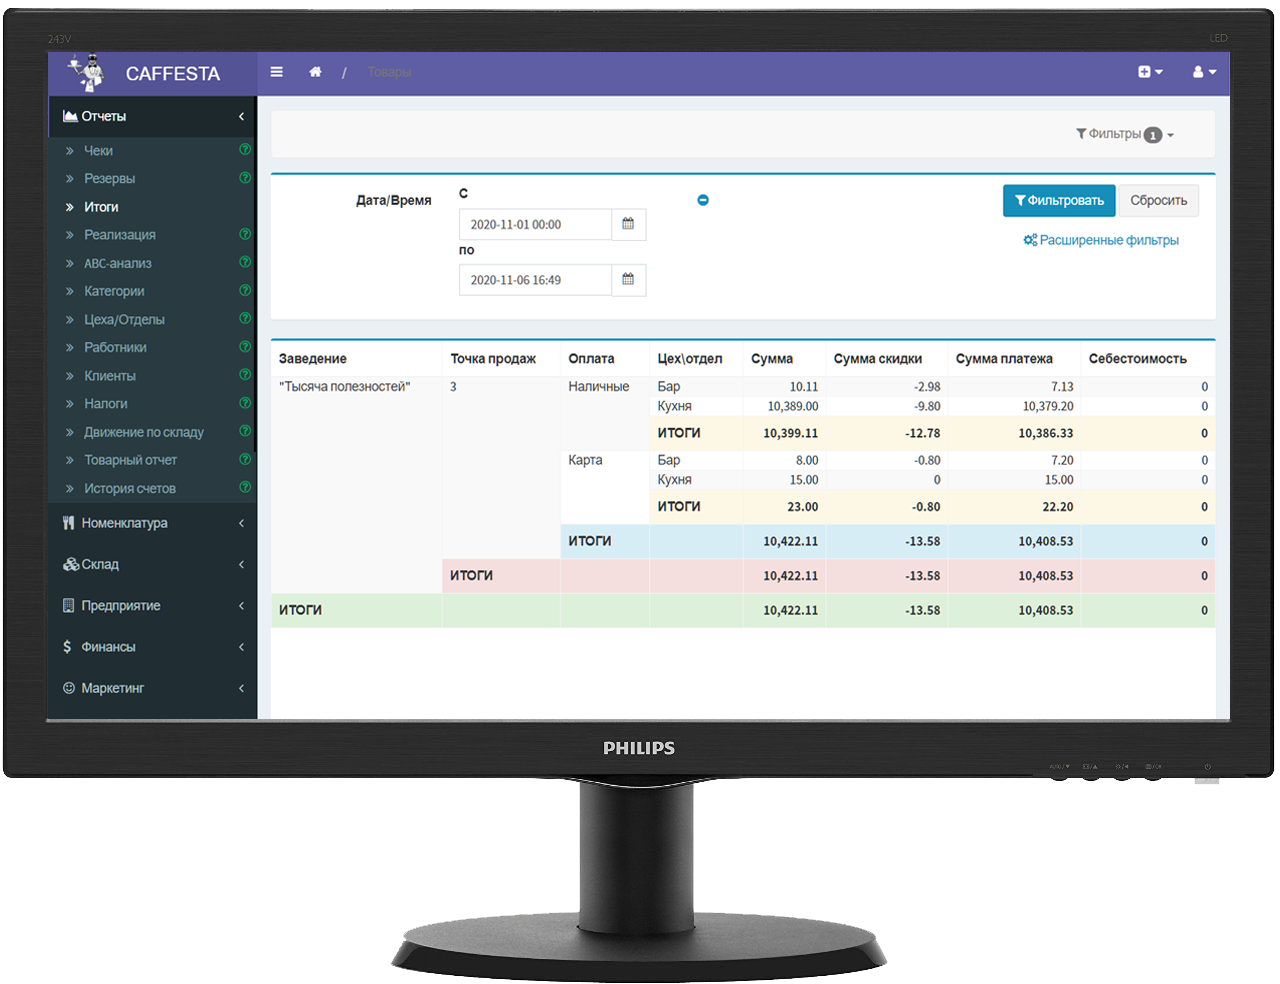 243V
LED
CAFFESTA
/ Товары
Отчеты
Чеки
Резервы
Итоги
Реализация
АВС-анализ
Категории
Цеха/Отделы
Работники
Клиенты
Налоги
Движение по складу
Товарный отчет
История счетов
Номенклатура
Склад
Предприятие
Финансы
Маркетинг
Фильтры 1
Дата/Время
С
2020-11-01 00:00
по
2020-11-06 16:49
Фильтровать
Сбросить
Расширенные фильтры
Заведение Точка продаж Оплата Цех\отдел Сумма Сумма скидки Сумма платежа Себестоимость
"Тысяча полезностей" 3 Наличные Бар 10.11 -2.98 7.13 0
Кухня 10,389.00 -9.80 10,379.20 0
ИТОГИ 10,399.11 -12.78 10,386.33 0
Карта Бар 8.00 -0.80 7.20 0
Кухня 15.00 0 15.00 0
ИТОГИ 23.00 -0.80 22.20 0
ИТОГИ 10,422.11 -13.58 10,408.53 0
ИТОГИ 10,422.11 -13.58 10,408.53 0
ИТОГИ 10,422.11 -13.58 10,408.53 0
PHILIPS